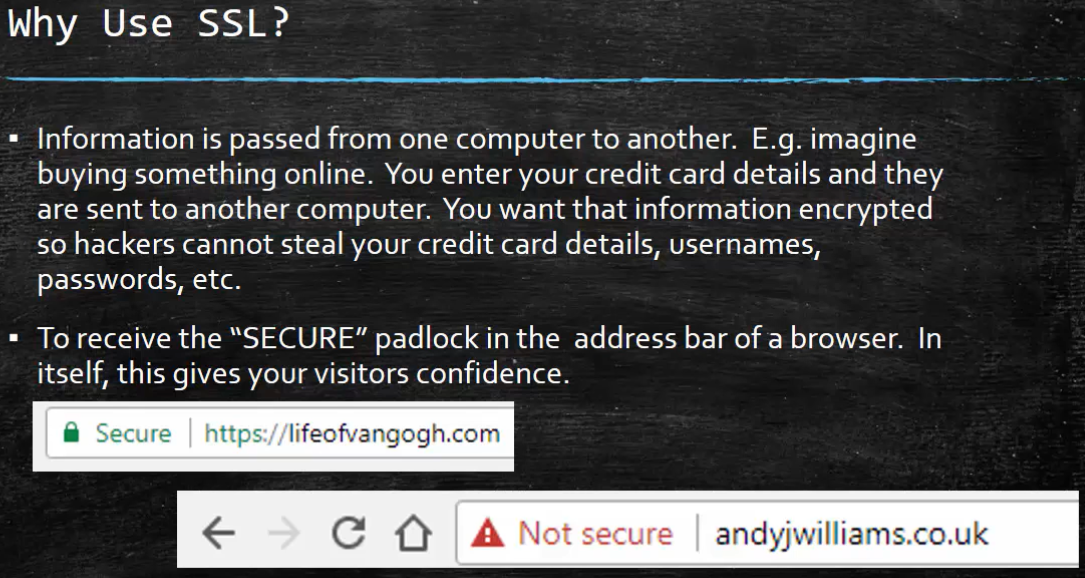 Why Use SSL?
▪ Information is passed from one computer to another. E.g. imagine
buying something online. You enter your credit card details and they
are sent to another computer. You want that information encrypted
so hackers cannot steal your credit card details, usernames,
passwords, etc.
▪ To receive the “SECURE” padlock in the address bar of a browser. In
itself, this gives your visitors confidence.
Secure | https://lifeofvangogh.com
Not secure | andyjwilliams.co.uk